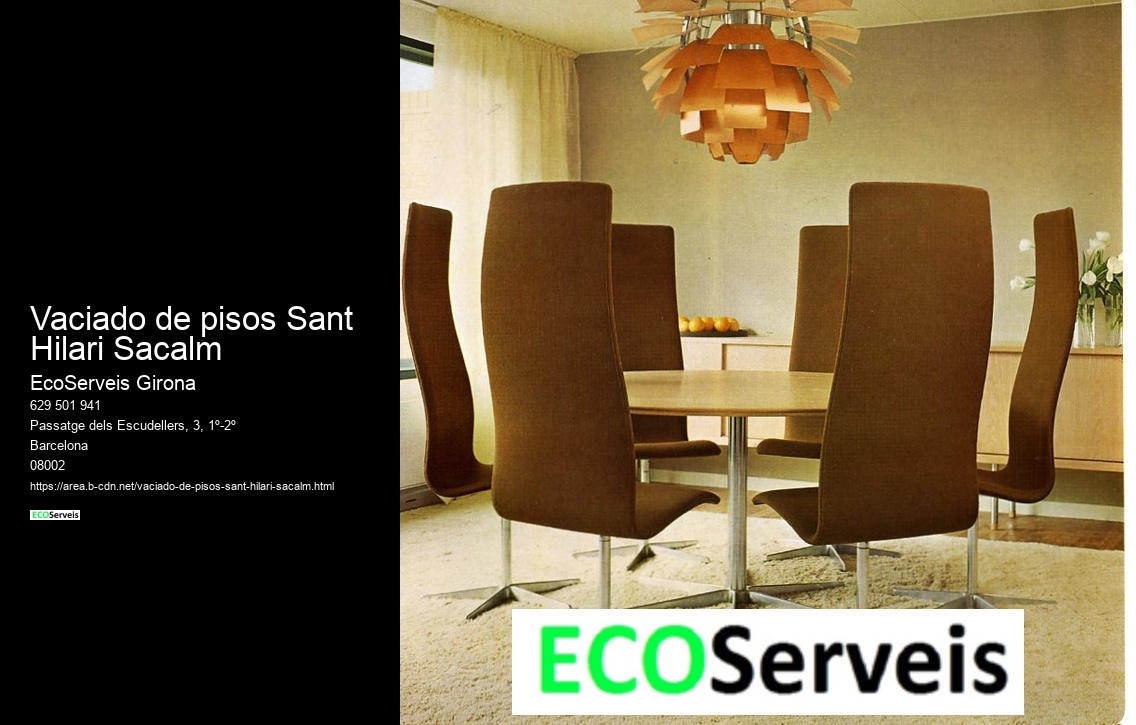 Vaciado de pisos Sant
Hilari Sacalm
EcoServeis Girona
629 501 941
Passatge dels Escudellers, 3, 1º-2º
Barcelona
08002
https://area.b-cdn.net/vaciado-de-pisos-sant-hilari-sacalm.html
ECOServeis
ECOServeis